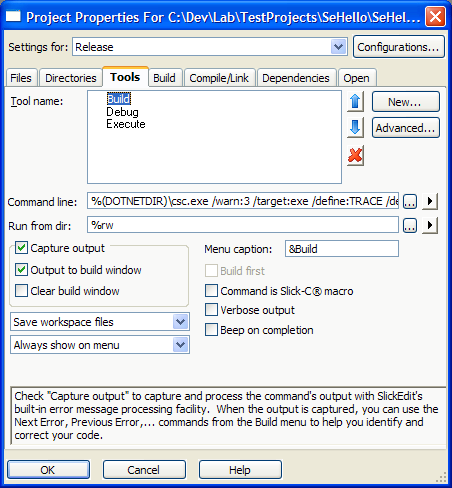 Project Properties For C:\Dev\Lab\TestProjects\SeHello\SeHel...
Settings for: Release Configurations...
Files Directories Tools Build Compile/Link Dependencies Open
Tool name: Build New...
Debug
Execute Advanced...
Command line: %(DOTNETDIR)\csc.exe /warn:3 /target:exe /define:TRACE /de ...
Run from dir: %rw ...
Capture output Menu caption: &Build
Output to build window Build first
Clear build window Command is Slick-C® macro
Save workspace files Verbose output
Always show on menu Beep on completion
Check "Capture output" to capture and process the command's output with SlickEdit's
built-in error message processing facility. When the output is captured, you can use the
Next Error, Previous Error,... commands from the Build menu to help you identify and
correct your code.
OK Cancel Help